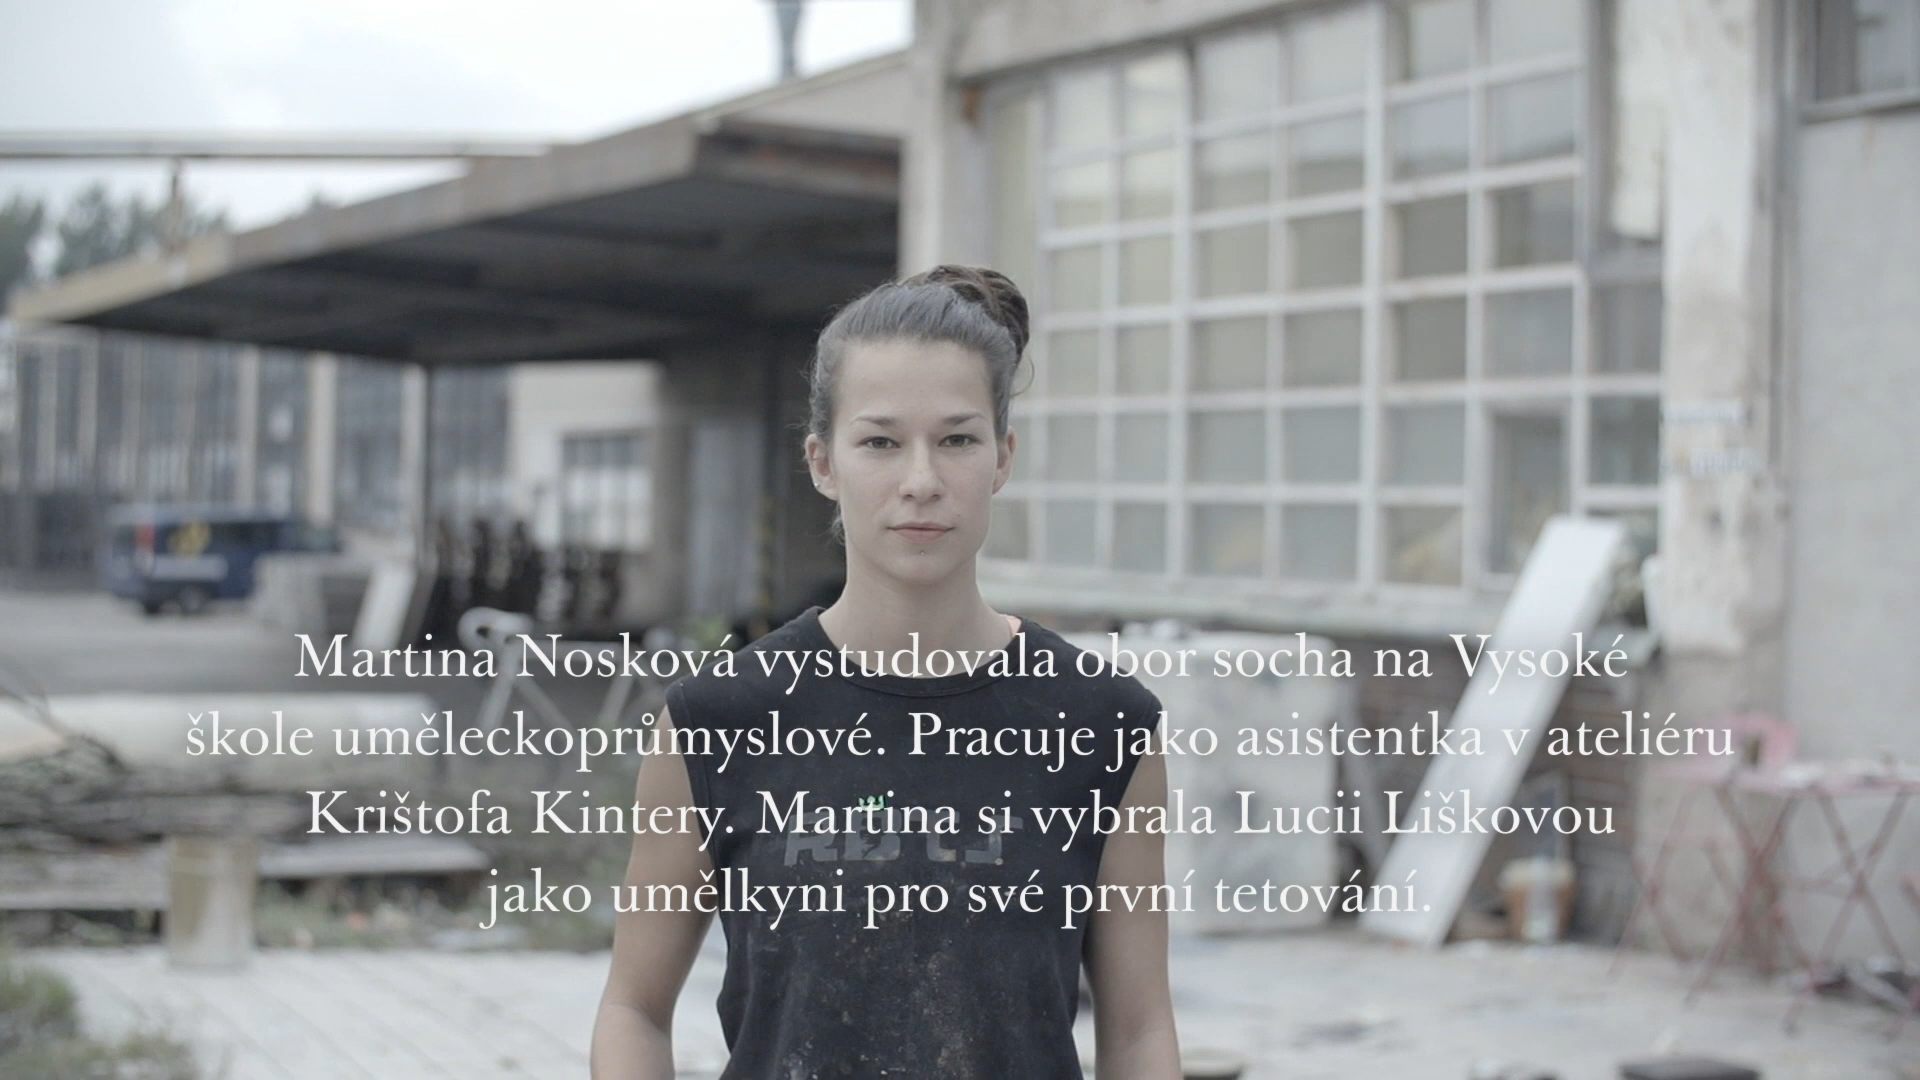 Martina Nosková vystudovala obor socha na Vysoké
škole uměleckoprůmyslové. Pracuje jako asistentka v ateliéru
Krištofa Kintery. Martina si vybrala Lucii Liškovou
jako umělkyni pro své první tetování.